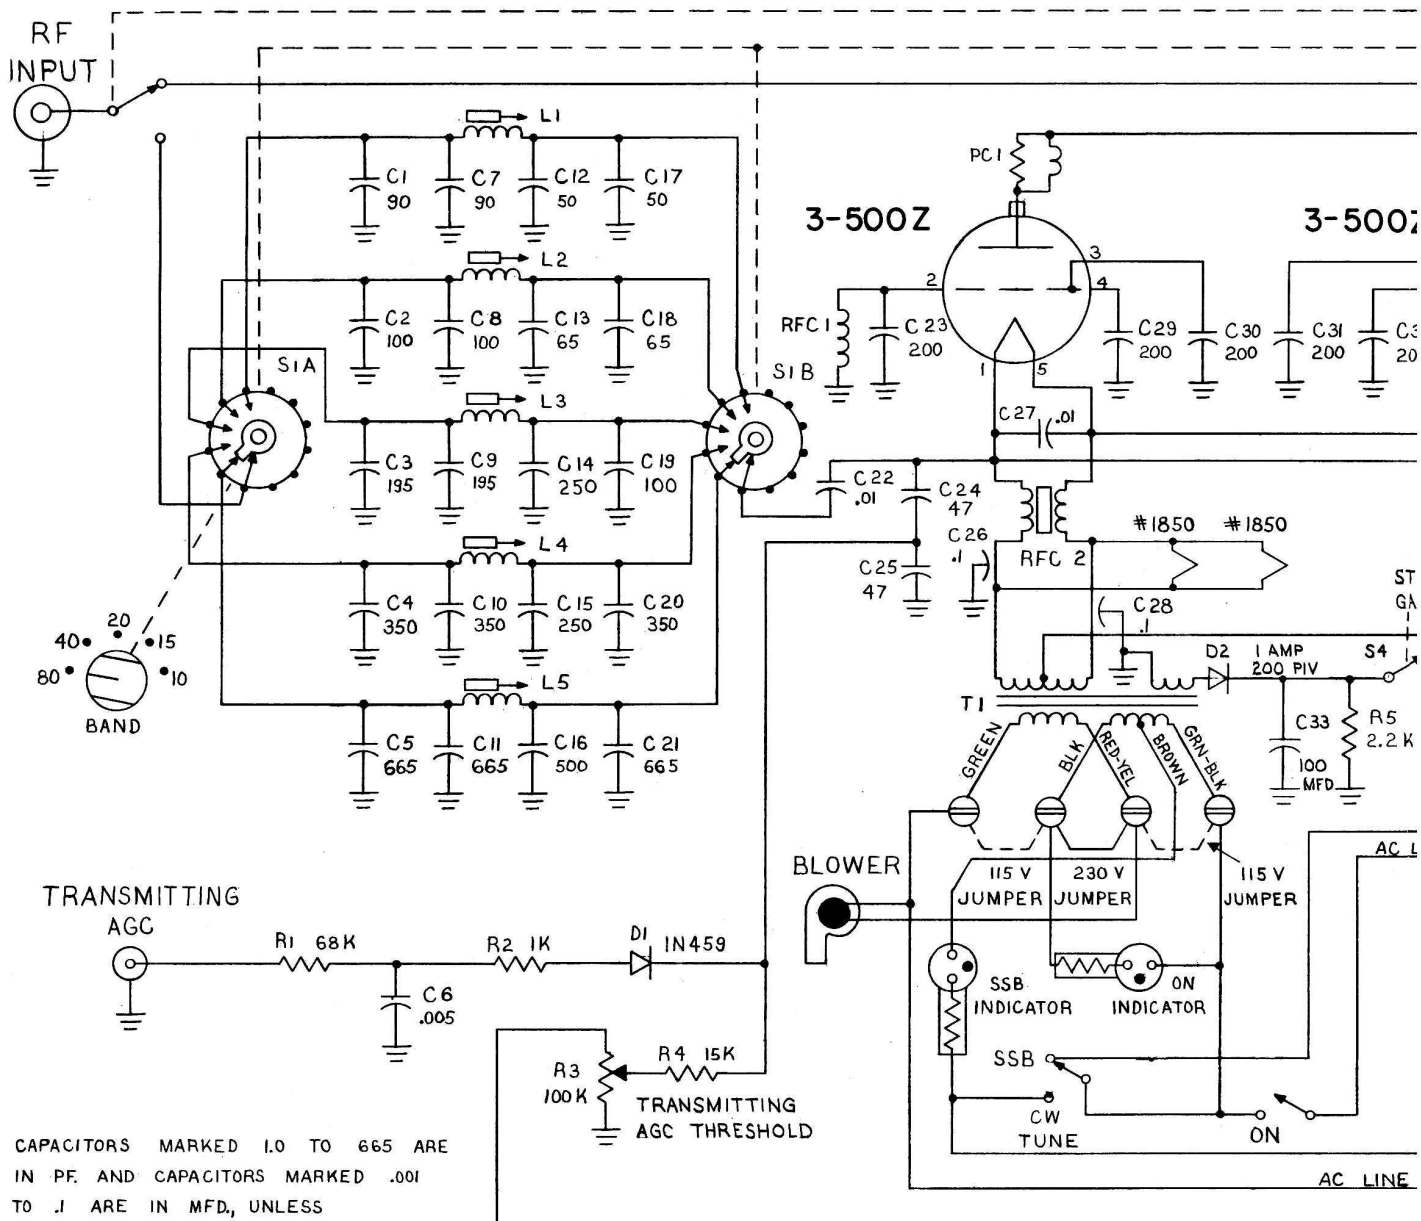 RF
INPUT
L1
C1
90
C7
90
C12
50
C17
50
PC1
3-500Z
3-500Z
L2
C2
100
C8
100
C13
65
C18
65
2
3
4
RFC1
C23
200
1
5
C29
200
C30
200
C31
200
C3
20
S1A
S1B
L3
C3
195
C9
195
C14
250
C19
100
C27 .01
C22
.01
C24
47
C26
.1
RFC 2
#1850 #1850
C25
47
L4
C4
350
C10
350
C15
250
C20
350
C28
.1
ST
GA
80
40
20
15
10
BAND
D2
1 AMP
200 PIV
S4
L5
C5
665
C11
665
C16
500
C21
665
T1
C33
100
MFD.
R5
2.2K
GREEN
BLK
RED-YEL
BROWN
GRN-BLK
115 V
JUMPER
230 V
JUMPER
115 V
JUMPER
AC L
BLOWER
TRANSMITTING
AGC
R1 68K
R2 1K
D1 1N459
C6
.005
SSB
INDICATOR
ON
INDICATOR
R3
100K
R4 15K
TRANSMITTING
AGC THRESHOLD
SSB
CW
TUNE
ON
AC LINE
CAPACITORS MARKED 1.0 TO 665 ARE
IN PF. AND CAPACITORS MARKED .001
TO .1 ARE IN MFD., UNLESS